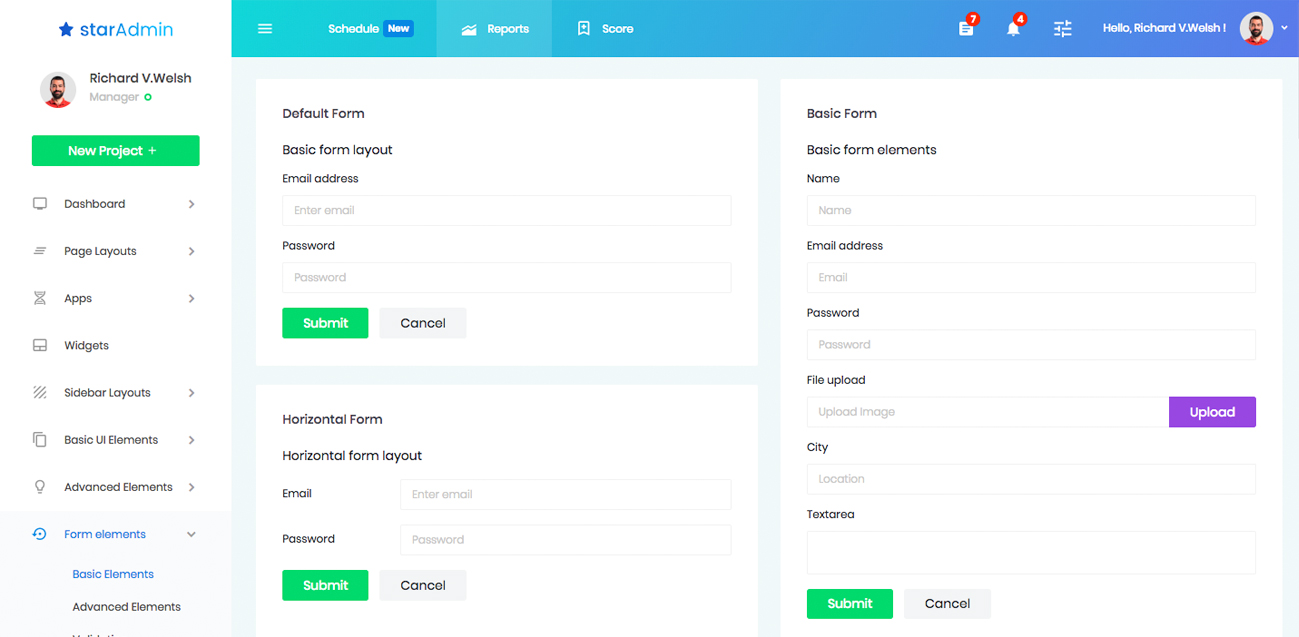 starAdmin
Schedule New
Reports
Score
7
4
Hello, Richard V.Welsh !
Richard V.Welsh
Manager
New Project +
Dashboard
Page Layouts
Apps
Widgets
Sidebar Layouts
Basic UI Elements
Advanced Elements
Form elements
Basic Elements
Advanced Elements
Default Form
Basic form layout
Email address
Enter email
Password
Password
Submit Cancel
Horizontal Form
Horizontal form layout
Email Enter email
Password Password
Submit Cancel
Basic Form
Basic form elements
Name
Name
Email address
Email
Password
Password
File upload
Upload Image Upload
City
Location
Textarea
Submit Cancel